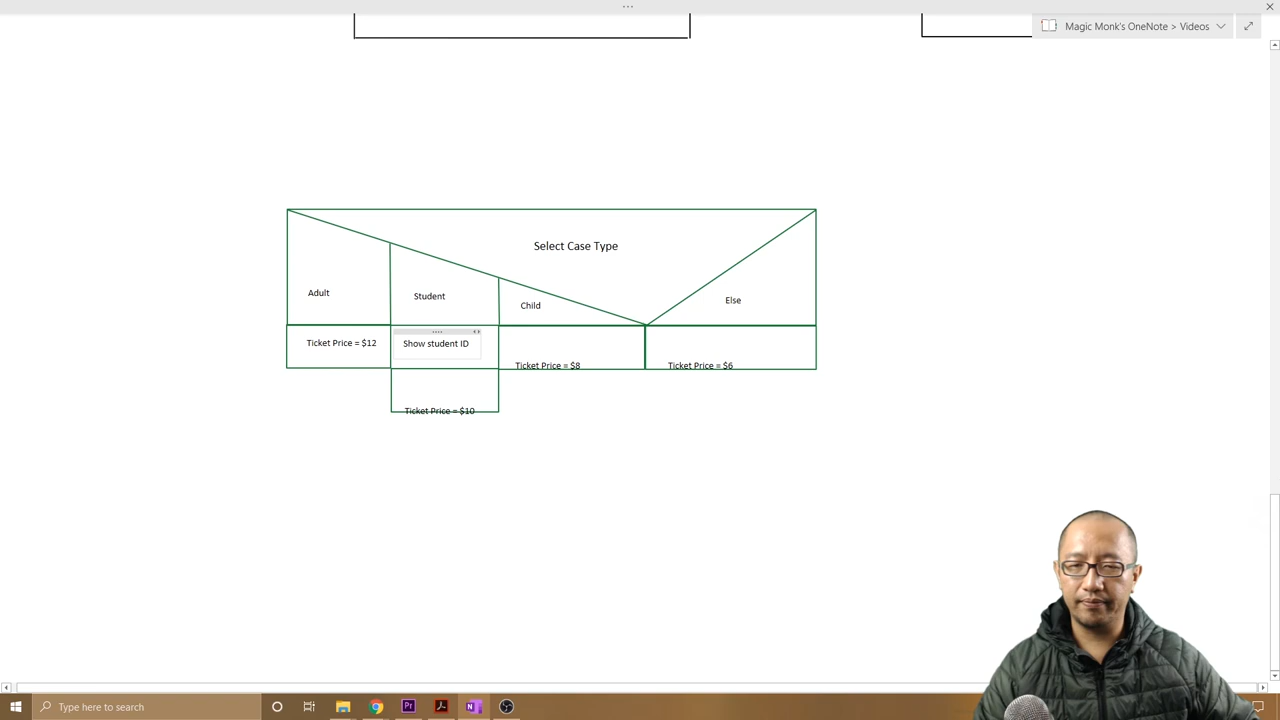 Magic Monk's OneNote > Videos
Select Case Type
Adult
Student
Child
Else
Ticket Price = $12
Show student ID
Ticket Price = $8
Ticket Price = $6
Ticket Price = $10
Type here to search